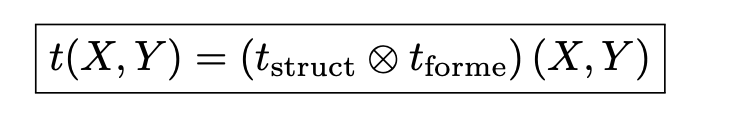 t(X, Y) = (t_struct ⊗ t_forme) (X, Y)